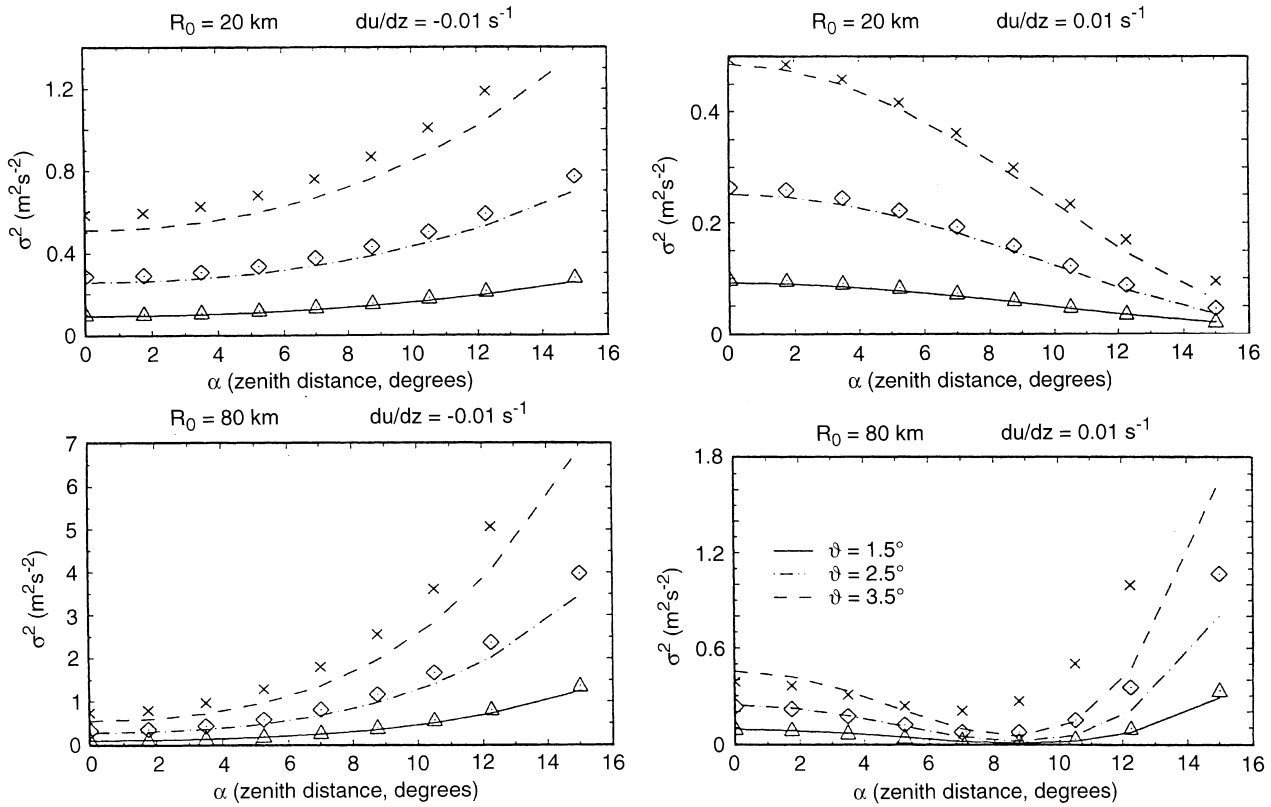 R₀ = 20 km du/dz = -0.01 s⁻¹
1.2
0.8
0.4
0
σ² (m²s⁻²)
0 2 4 6 8 10 12 14 16
α (zenith distance, degrees)
R₀ = 20 km du/dz = 0.01 s⁻¹
0.4
0.2
0
σ² (m²s⁻²)
0 2 4 6 8 10 12 14 16
α (zenith distance, degrees)
R₀ = 80 km du/dz = -0.01 s⁻¹
7
6
5
4
3
2
1
0
σ² (m²s⁻²)
0 2 4 6 8 10 12 14 16
α (zenith distance, degrees)
R₀ = 80 km du/dz = 0.01 s⁻¹
1.8
1.2
0.6
0
σ² (m²s⁻²)
ϑ = 1.5°
ϑ = 2.5°
ϑ = 3.5°
0 2 4 6 8 10 12 14 16
α (zenith distance, degrees)